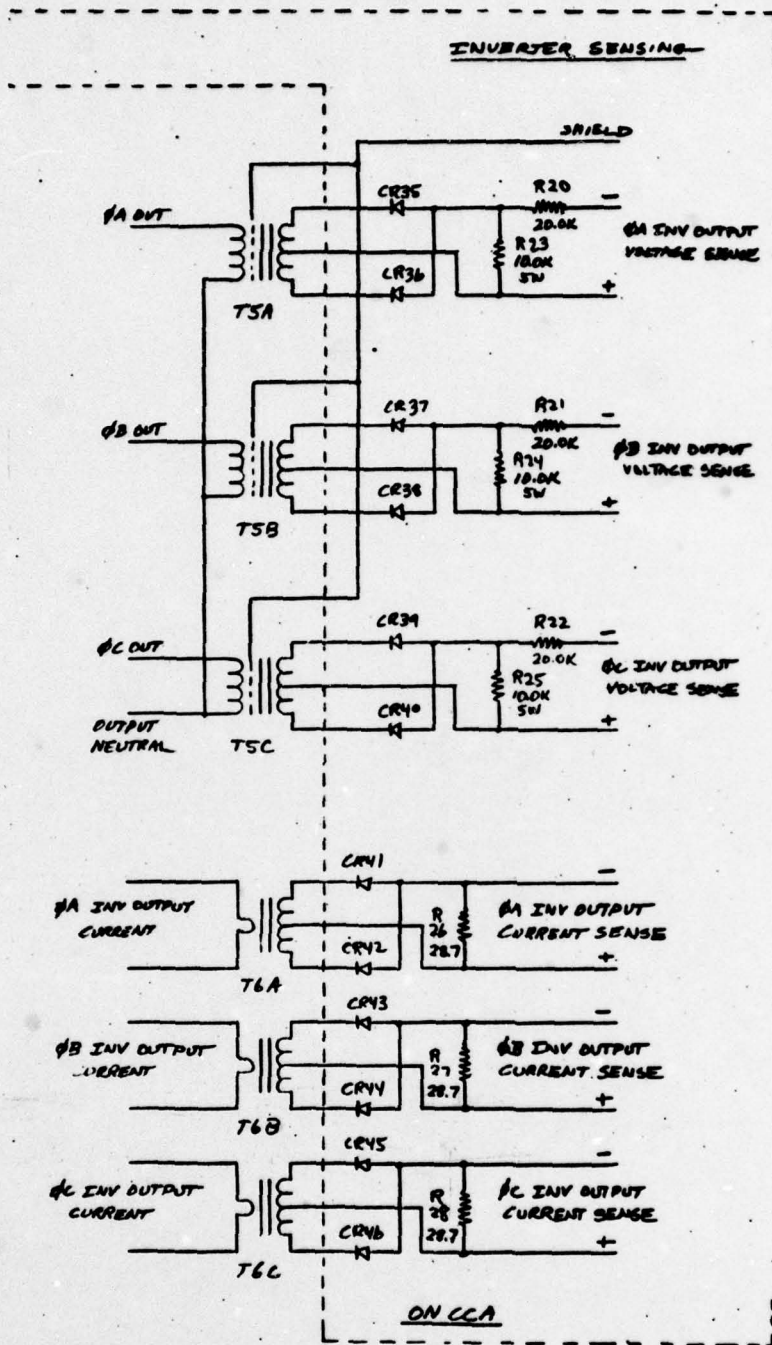 INVERTER SENSING
SHIELD
CR35
R20
20.0K
ØA OUT
R23
10.0K
5W
ØA INV OUTPUT
VOLTAGE SENSE
-
+
CR36
T5A
CR37
R21
20.0K
ØB OUT
R24
10.0K
5W
ØB INV OUTPUT
VOLTAGE SENSE
-
+
CR38
T5B
CR39
R22
20.0K
ØC OUT
R25
10.0K
5W
ØC INV OUTPUT
VOLTAGE SENSE
-
+
CR40
OUTPUT
NEUTRAL
T5C
CR41
ØA INV OUTPUT
CURRENT
R
26
28.7
ØA INV OUTPUT
CURRENT SENSE
-
+
CR42
T6A
CR43
ØB INV OUTPUT
CURRENT
R
27
28.7
ØB INV OUTPUT
CURRENT SENSE
-
+
CR44
T6B
CR45
ØC INV OUTPUT
CURRENT
R
28
28.7
ØC INV OUTPUT
CURRENT SENSE
-
+
CR46
T6C
ON CCA